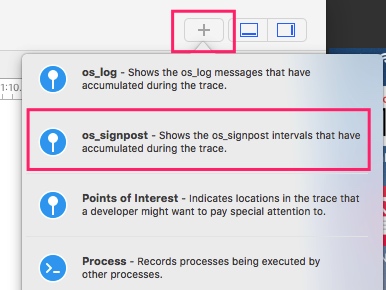 1:10.
os_log - Shows the os_log messages that have
accumulated during the trace.
os_signpost - Shows the os_signpost intervals that have
accumulated during the trace.
Points of Interest - Indicates locations in the trace that
a developer might want to pay special attention to.
Process - Records processes being executed by
other processes.